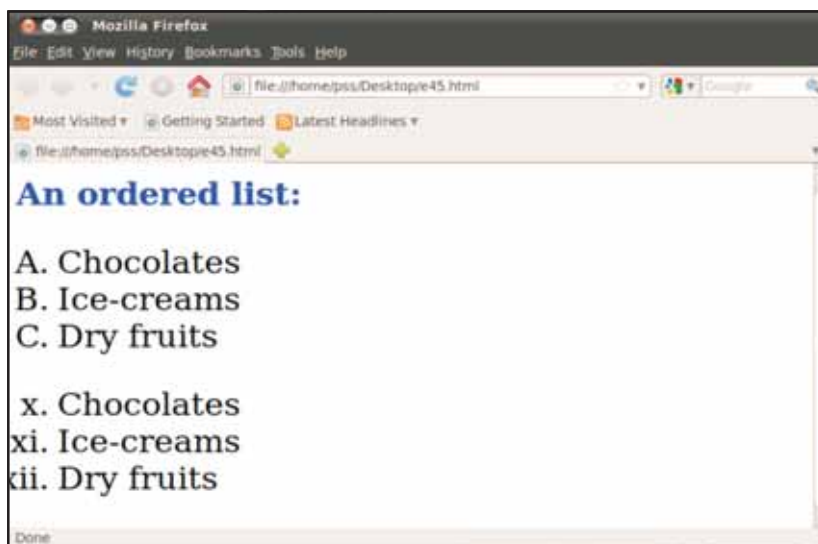 Mozilla Firefox
File Edit View History Bookmarks Tools Help
file:///home/pss/Desktop/e45.html Google
Most Visited Getting Started Latest Headlines
file:///home/pss/Desktop/e45.html
An ordered list:
A. Chocolates
B. Ice-creams
C. Dry fruits
x. Chocolates
xi. Ice-creams
xii. Dry fruits
Done